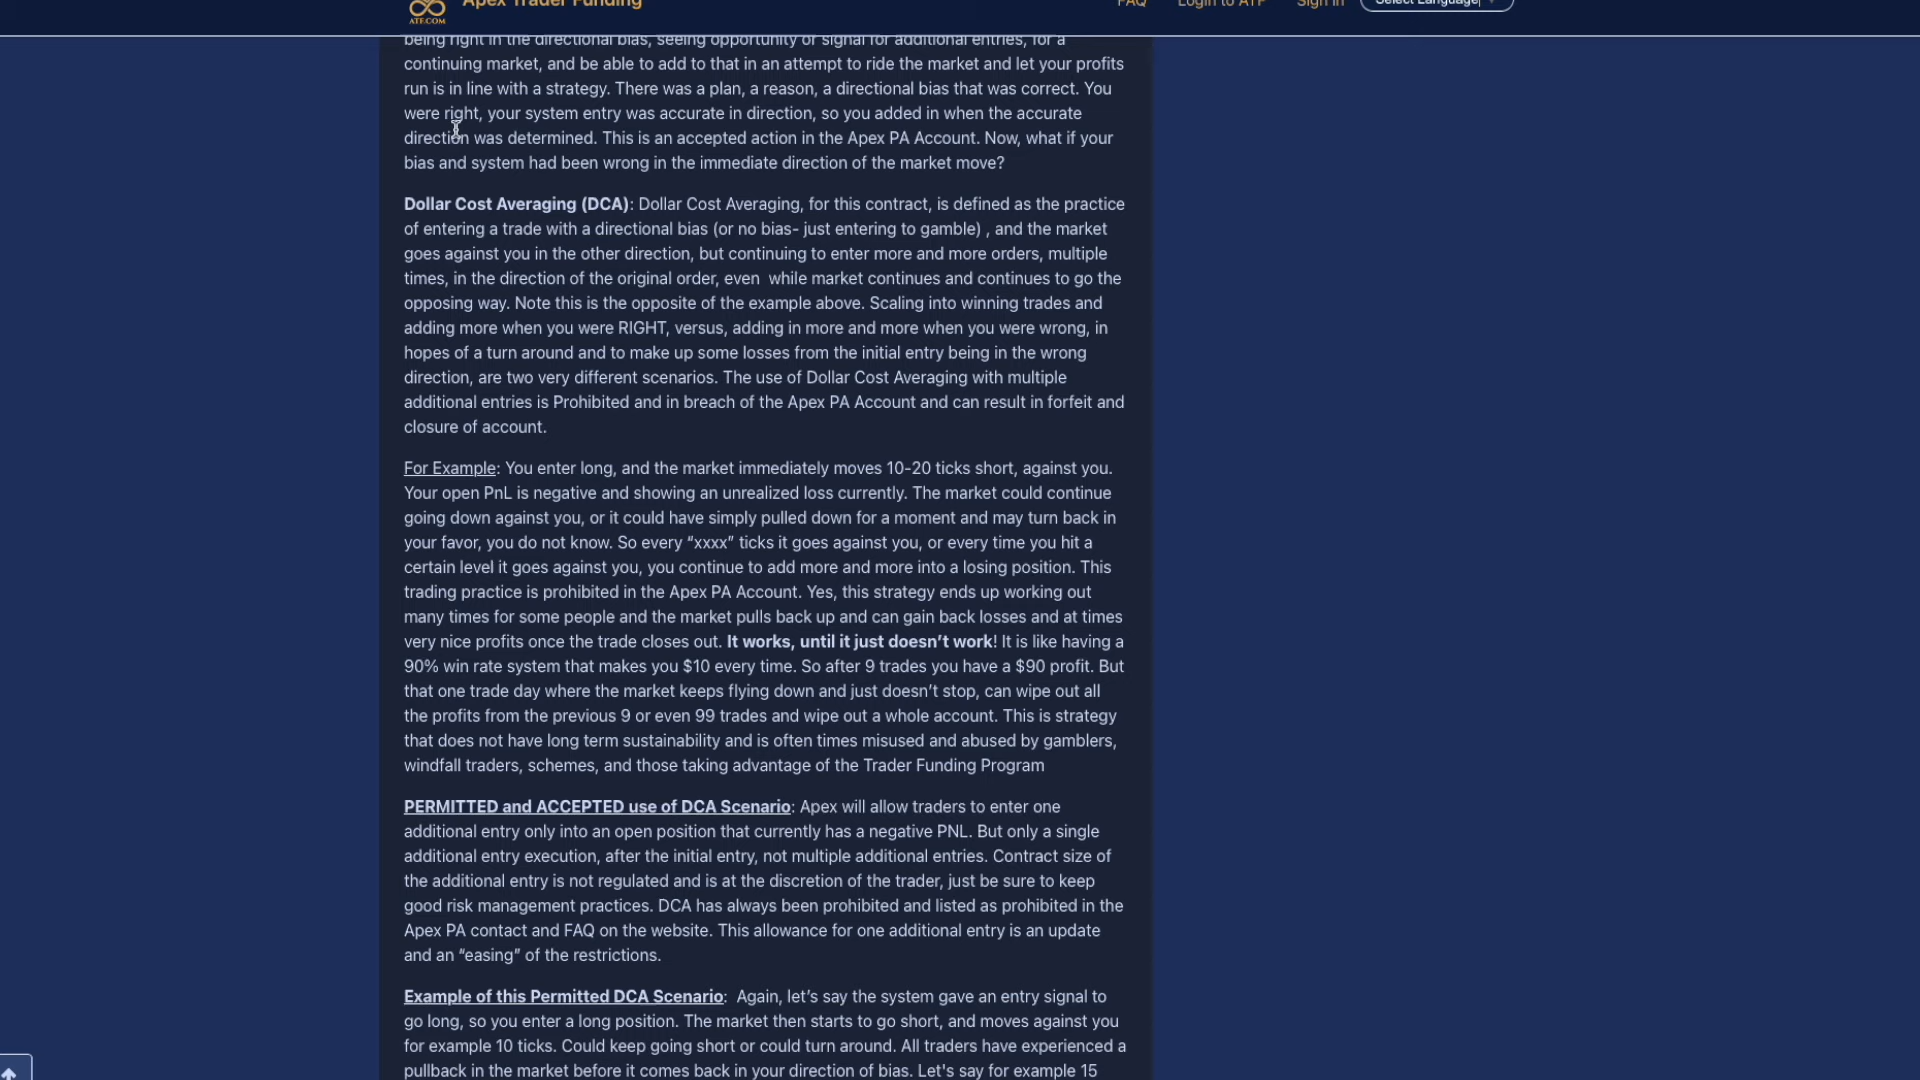 Apex Trader Funding
ATF.COM
FAQ
Login to ATF
Sign In
Select Language
being right in the directional bias, seeing opportunity or signal for additional entries, for a
continuing market, and be able to add to that in an attempt to ride the market and let your profits
run is in line with a strategy. There was a plan, a reason, a directional bias that was correct. You
were right, your system entry was accurate in direction, so you added in when the accurate
direction was determined. This is an accepted action in the Apex PA Account. Now, what if your
bias and system had been wrong in the immediate direction of the market move?
Dollar Cost Averaging (DCA): Dollar Cost Averaging, for this contract, is defined as the practice
of entering a trade with a directional bias (or no bias- just entering to gamble) , and the market
goes against you in the other direction, but continuing to enter more and more orders, multiple
times, in the direction of the original order, even  while market continues and continues to go the
opposing way. Note this is the opposite of the example above. Scaling into winning trades and
adding more when you were RIGHT, versus, adding in more and more when you were wrong, in
hopes of a turn around and to make up some losses from the initial entry being in the wrong
direction, are two very different scenarios. The use of Dollar Cost Averaging with multiple
additional entries is Prohibited and in breach of the Apex PA Account and can result in forfeit and
closure of account.
For Example: You enter long, and the market immediately moves 10-20 ticks short, against you.
Your open PnL is negative and showing an unrealized loss currently. The market could continue
going down against you, or it could have simply pulled down for a moment and may turn back in
your favor, you do not know. So every “xxxx” ticks it goes against you, or every time you hit a
certain level it goes against you, you continue to add more and more into a losing position. This
trading practice is prohibited in the Apex PA Account. Yes, this strategy ends up working out
many times for some people and the market pulls back up and can gain back losses and at times
very nice profits once the trade closes out. It works, until it just doesn’t work! It is like having a
90% win rate system that makes you $10 every time. So after 9 trades you have a $90 profit. But
that one trade day where the market keeps flying down and just doesn’t stop, can wipe out all
the profits from the previous 9 or even 99 trades and wipe out a whole account. This is strategy
that does not have long term sustainability and is often times misused and abused by gamblers,
windfall traders, schemes, and those taking advantage of the Trader Funding Program
PERMITTED and ACCEPTED use of DCA Scenario: Apex will allow traders to enter one
additional entry only into an open position that currently has a negative PNL. But only a single
additional entry execution, after the initial entry, not multiple additional entries. Contract size of
the additional entry is not regulated and is at the discretion of the trader, just be sure to keep
good risk management practices. DCA has always been prohibited and listed as prohibited in the
Apex PA contact and FAQ on the website. This allowance for one additional entry is an update
and an “easing” of the restrictions.
Example of this Permitted DCA Scenario:  Again, let’s say the system gave an entry signal to
go long, so you enter a long position. The market then starts to go short, and moves against you
for example 10 ticks. Could keep going short or could turn around. All traders have experienced a
pullback in the market before it comes back in your direction of bias. Let's say for example 15